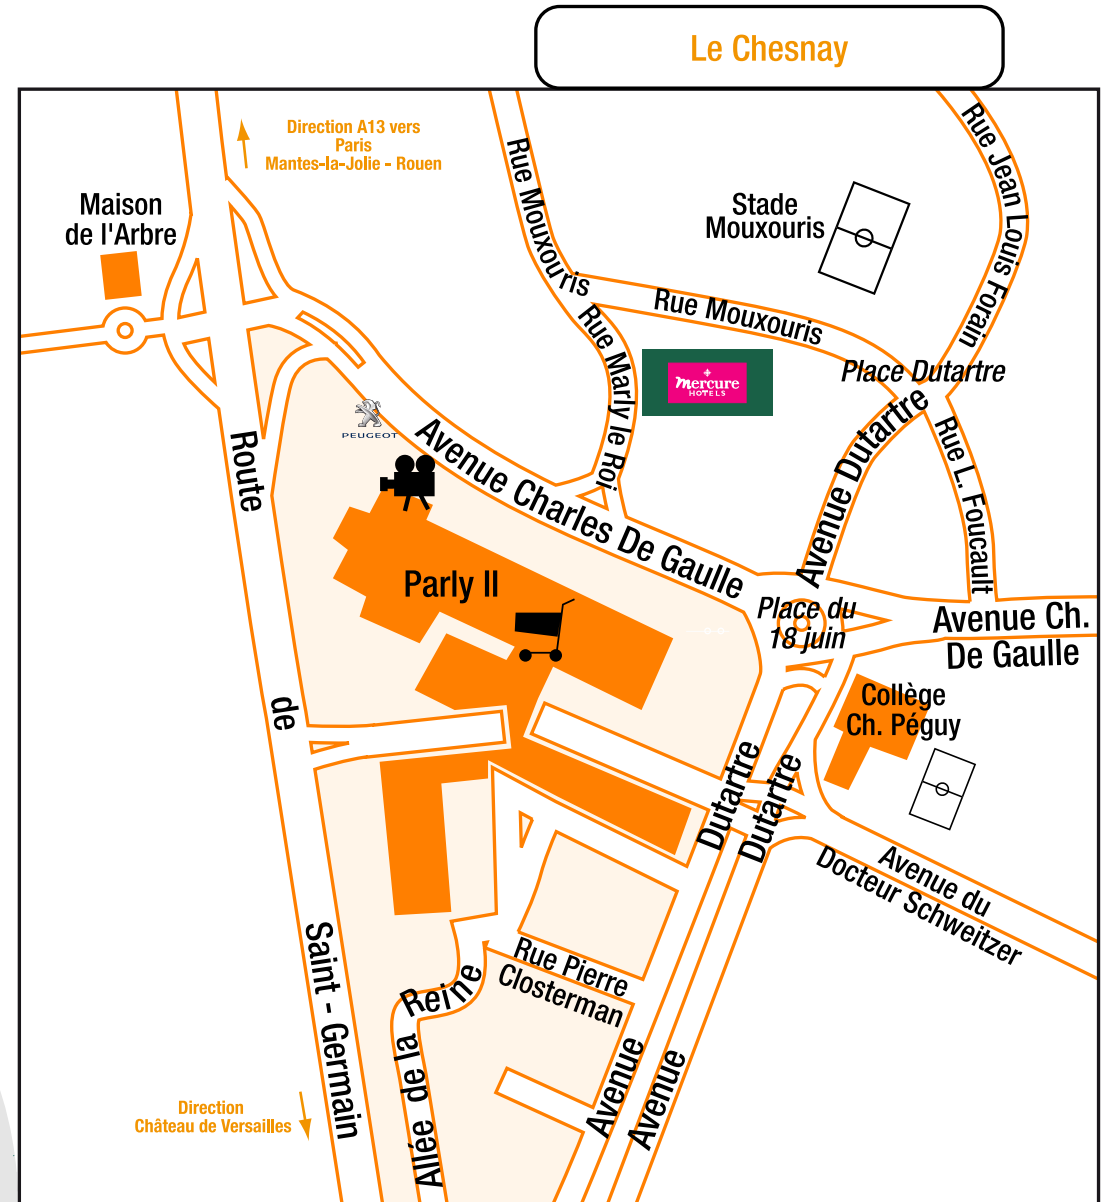 Le Chesnay
Direction A13 vers
Paris
Mantes-la-Jolie - Rouen
Maison
de l'Arbre
Rue Mouxouris
Rue Jean Louis Forain
Stade
Mouxouris
Rue Mouxouris
Rue Marly le Roi
mercure
HOTELS
Place Dutartre
PEUGEOT
Avenue Charles De Gaulle
Avenue Dutartre
Rue L. Foucault
Route
de
Saint - Germain
Parly II
Place du
18 juin
Avenue Ch.
De Gaulle
Collège
Ch. Péguy
Dutartre
Dutartre
Avenue du
Docteur Schweitzer
Rue Pierre
Closterman
Allée de la Reine
Avenue
Avenue
Direction
Château de Versailles